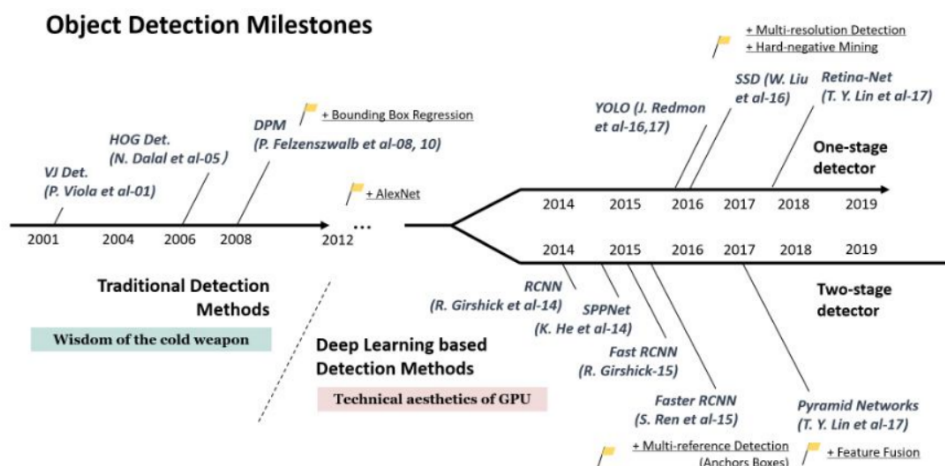 Object Detection Milestones
+ Multi-resolution Detection
+ Hard-negative Mining
SSD (W. Liu
et al-16)
Retina-Net
(T. Y. Lin et al-17)
YOLO (J. Redmon
et al-16,17)
+ Bounding Box Regression
DPM
(P. Felzenszwalb et al-08, 10)
HOG Det.
(N. Dalal et al-05)
VJ Det.
(P. Viola et al-01)
One-stage
detector
+ AlexNet
...
2014 2015 2016 2017 2018 2019
2001 2004 2006 2008 2012
2014 2015 2016 2017 2018 2019
Traditional Detection
Methods
Wisdom of the cold weapon
Two-stage
detector
RCNN
(R. Girshick et al-14)
SPPNet
(K. He et al-14)
Deep Learning based
Detection Methods
Technical aesthetics of GPU
Fast RCNN
(R. Girshick-15)
Faster RCNN
(S. Ren et al-15)
Pyramid Networks
(T. Y. Lin et al-17)
+ Multi-reference Detection
(Anchors Boxes)
+ Feature Fusion